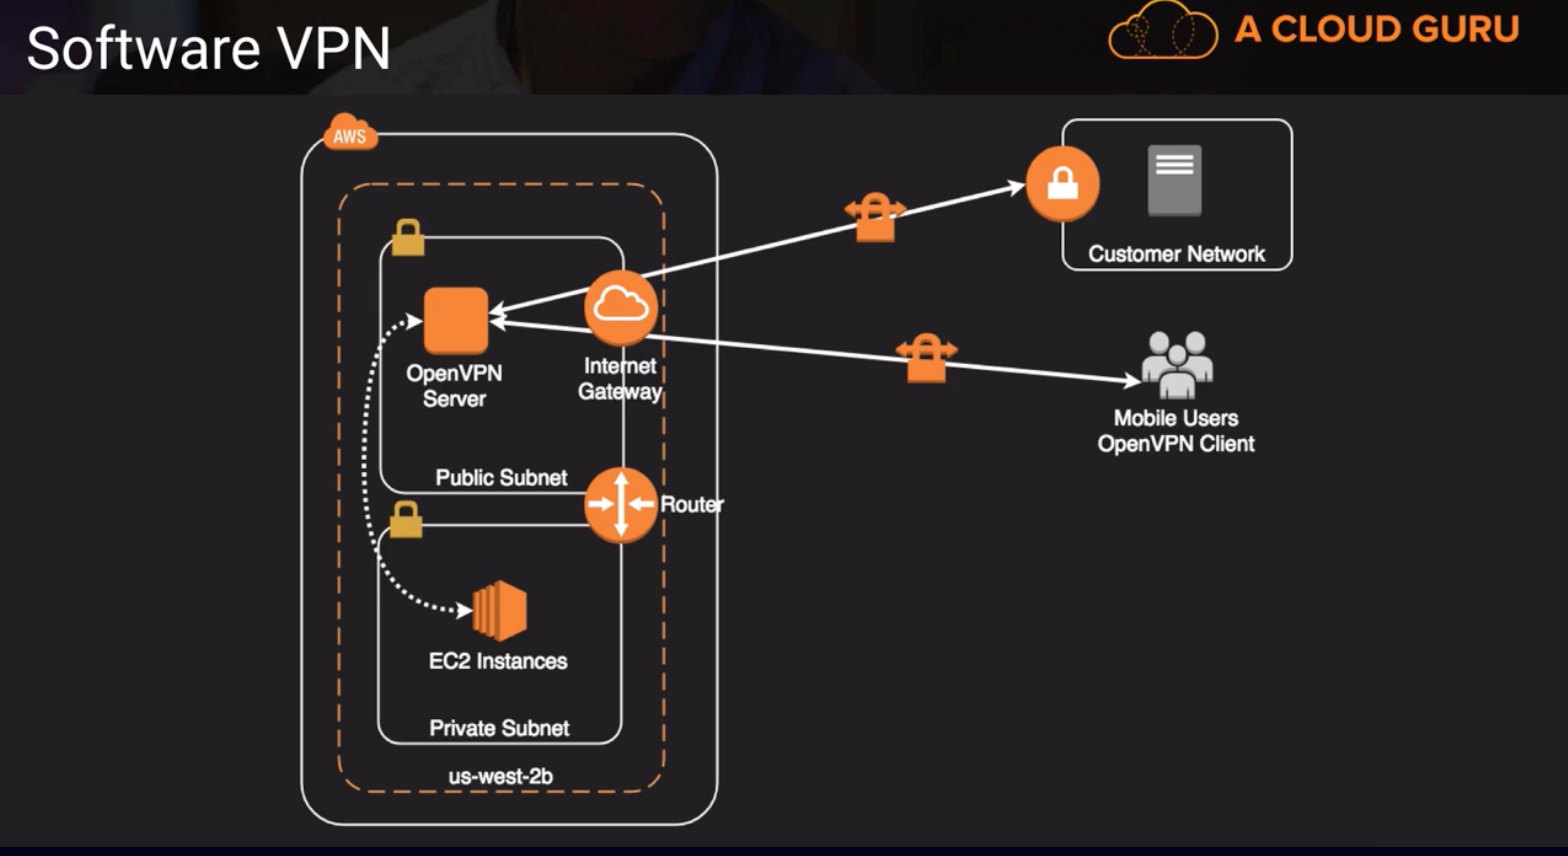 Software VPN
A CLOUD GURU
AWS
Customer Network
OpenVPN
Server
Internet
Gateway
Mobile Users
OpenVPN Client
Public Subnet
Router
EC2 Instances
Private Subnet
us-west-2b